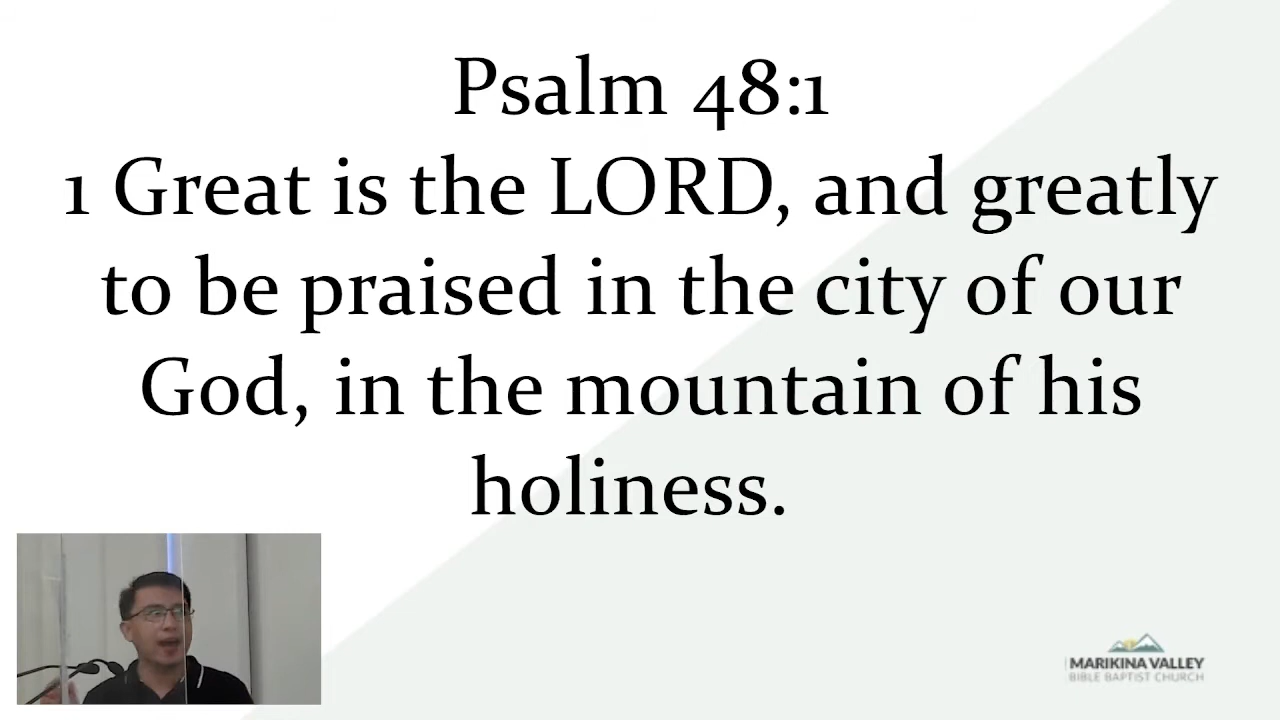 Psalm 48:1
1 Great is the LORD, and greatly
to be praised in the city of our
God, in the mountain of his
holiness.
MARIKINA VALLEY
BIBLE BAPTIST CHURCH